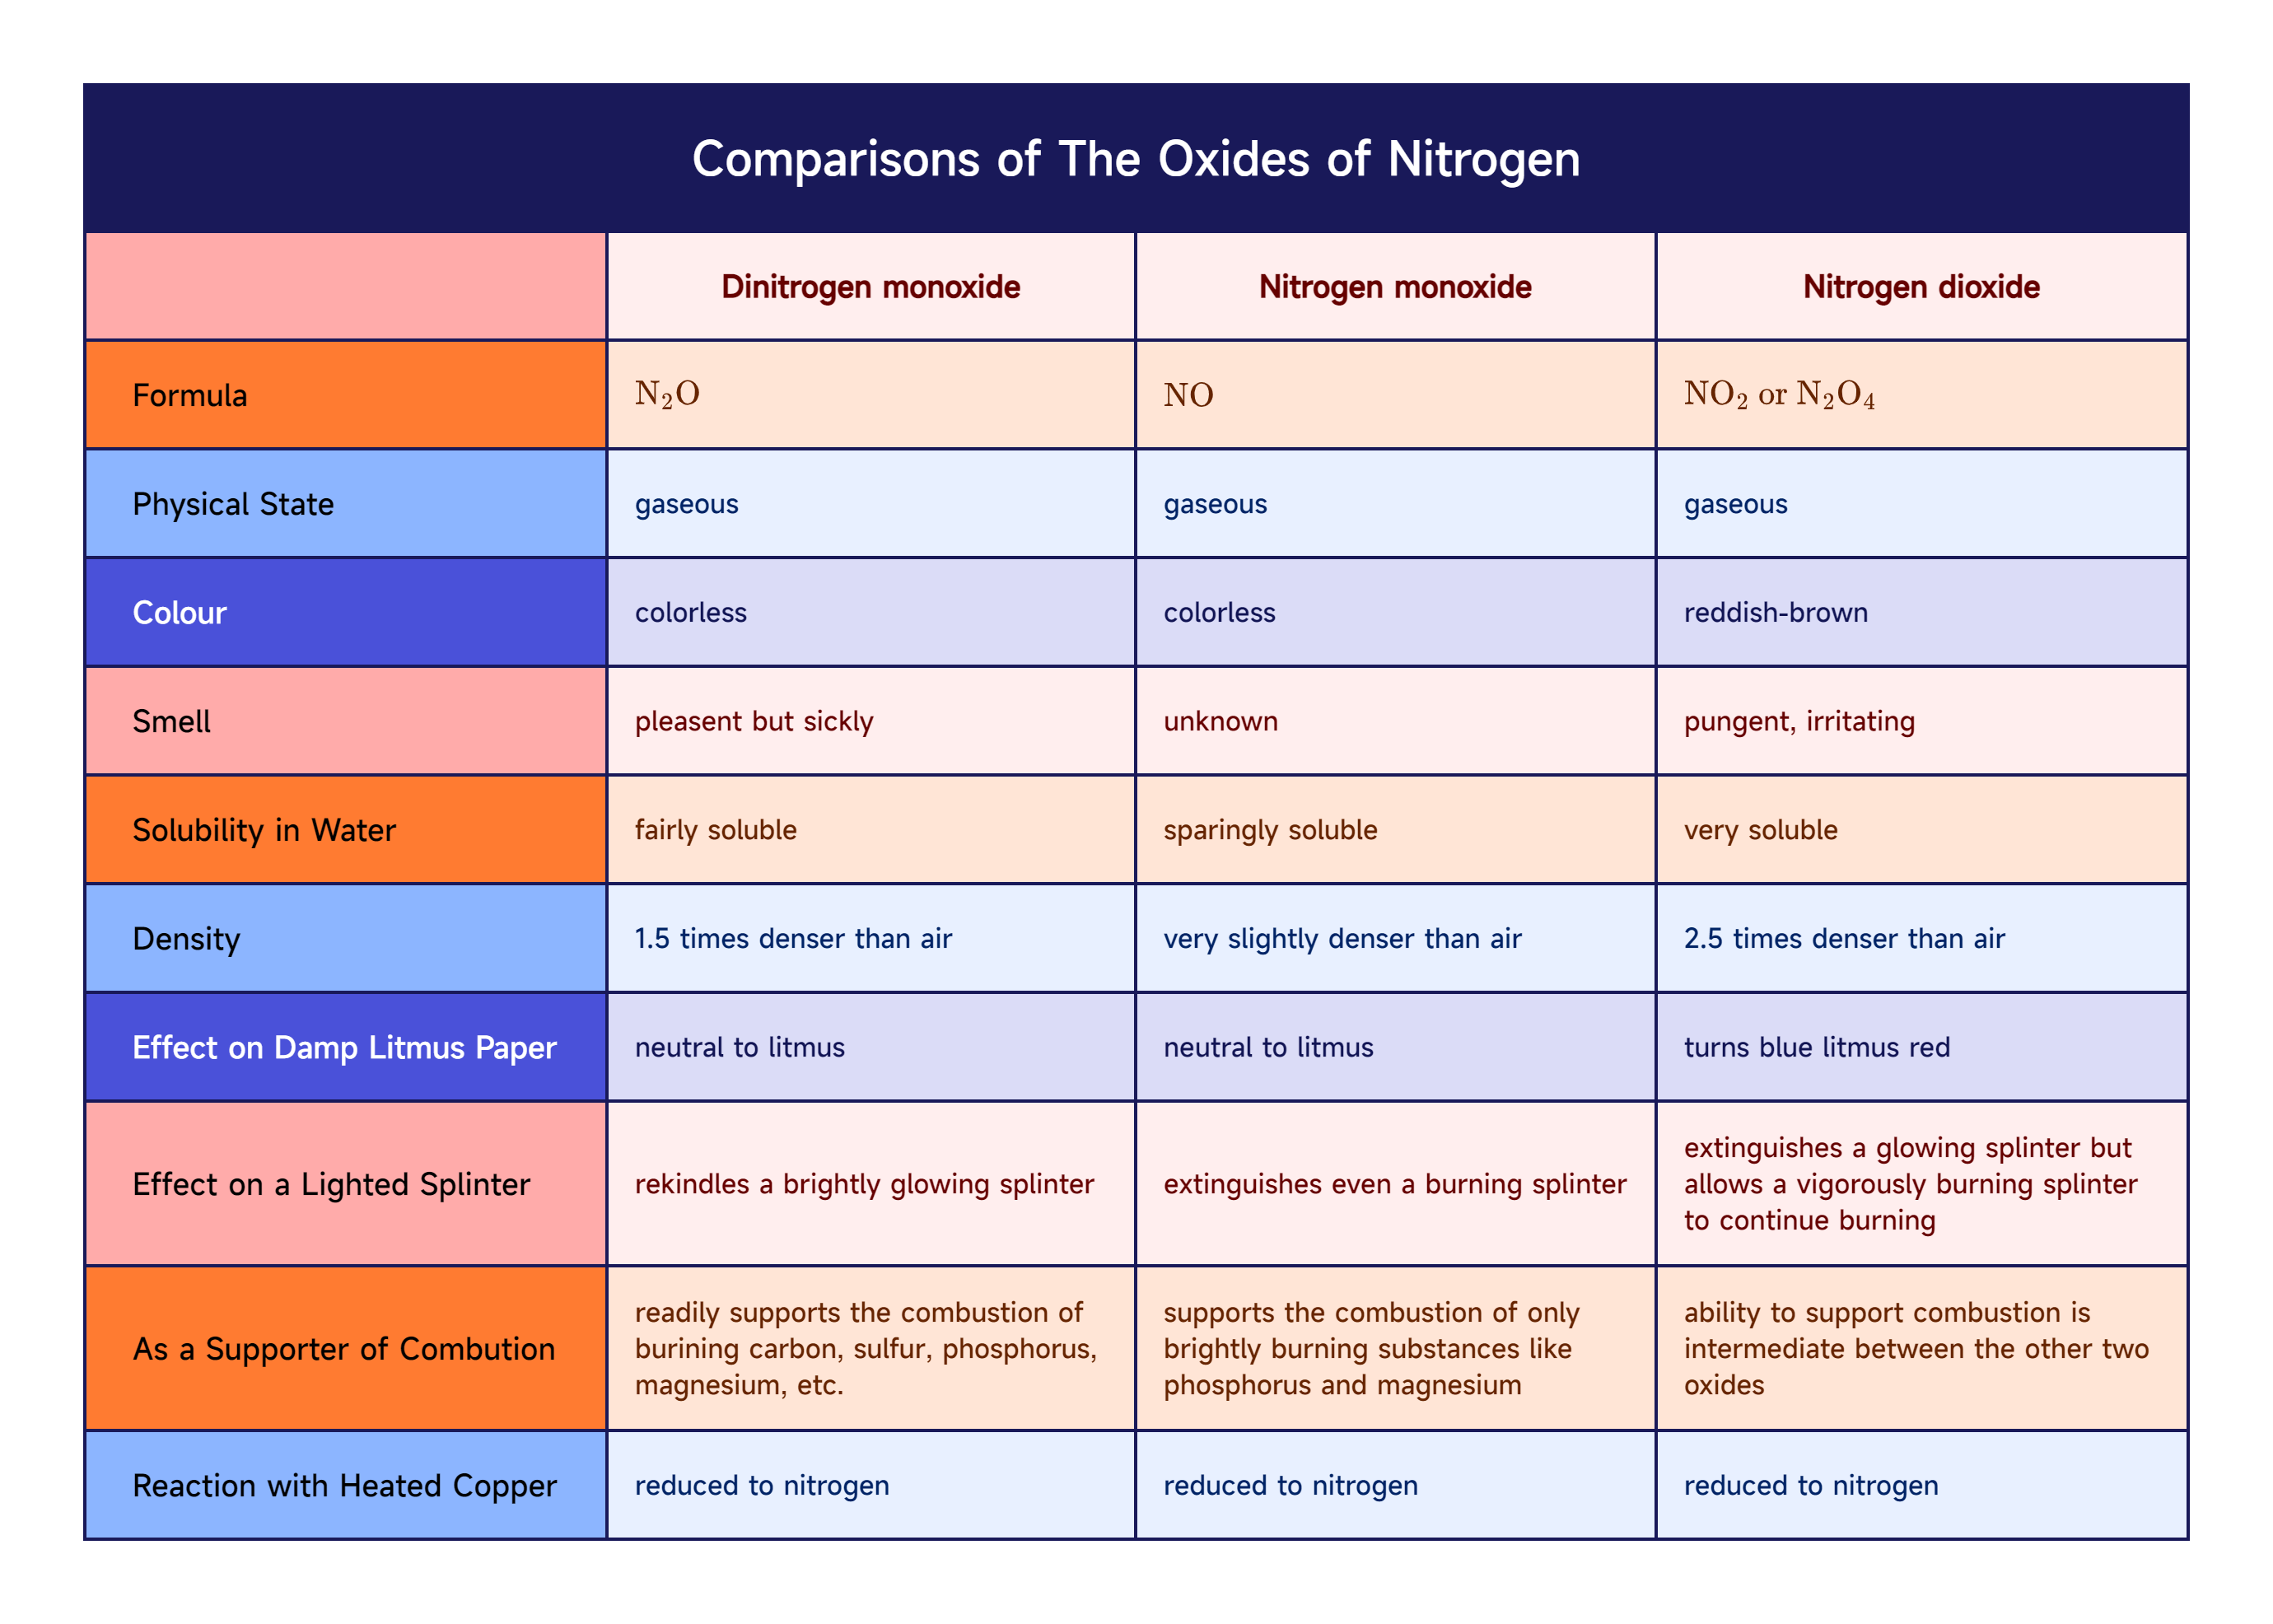 Comparisons of The Oxides of Nitrogen
Dinitrogen monoxide
Nitrogen monoxide
Nitrogen dioxide
Formula
N₂O
NO
NO₂ or N₂O₄
Physical State
gaseous
gaseous
gaseous
Colour
colorless
colorless
reddish-brown
Smell
pleasent but sickly
unknown
pungent, irritating
Solubility in Water
fairly soluble
sparingly soluble
very soluble
Density
1.5 times denser than air
very slightly denser than air
2.5 times denser than air
Effect on Damp Litmus Paper
neutral to litmus
neutral to litmus
turns blue litmus red
Effect on a Lighted Splinter
rekindles a brightly glowing splinter
extinguishes even a burning splinter
extinguishes a glowing splinter but
allows a vigorously burning splinter
to continue burning
As a Supporter of Combution
readily supports the combustion of
burining carbon, sulfur, phosphorus,
magnesium, etc.
supports the combustion of only
brightly burning substances like
phosphorus and magnesium
ability to support combustion is
intermediate between the other two
oxides
Reaction with Heated Copper
reduced to nitrogen
reduced to nitrogen
reduced to nitrogen